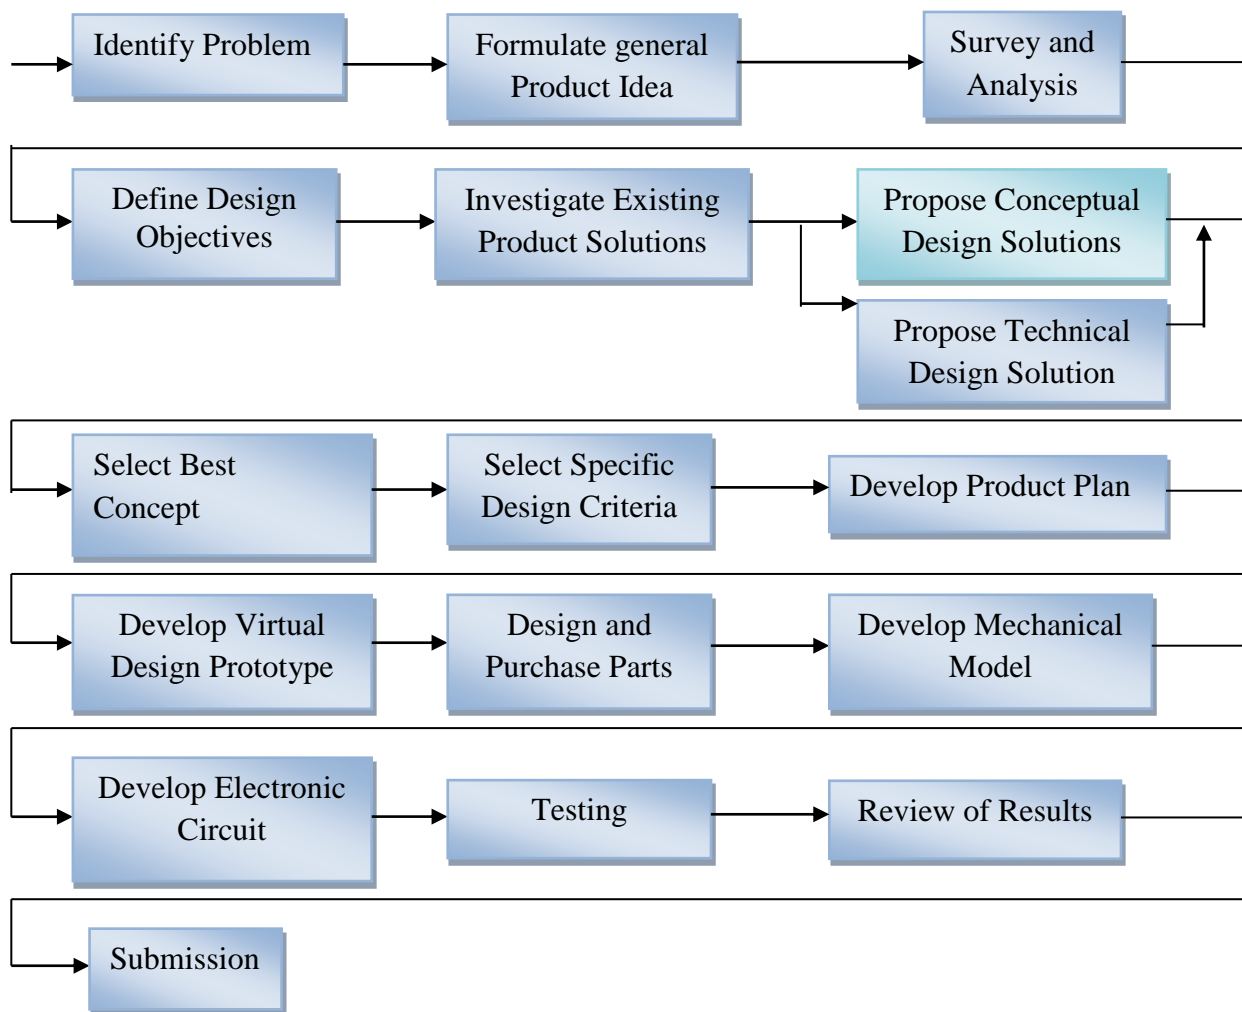 Identify Problem
Formulate general
Product Idea
Survey and
Analysis
Define Design
Objectives
Investigate Existing
Product Solutions
Propose Conceptual
Design Solutions
Propose Technical
Design Solution
Select Best
Concept
Select Specific
Design Criteria
Develop Product Plan
Develop Virtual
Design Prototype
Design and
Purchase Parts
Develop Mechanical
Model
Develop Electronic
Circuit
Testing
Review of Results
Submission